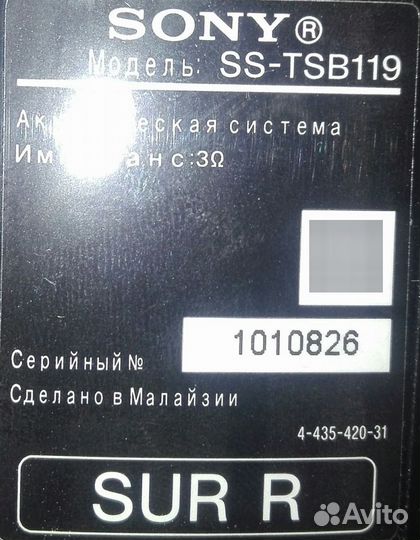 SONY®
Модель: SS-TSB119
система
:3Ω
1010826
Серийный №
Сделано в Малайзии
4-435-420-31
SUR R
Avito